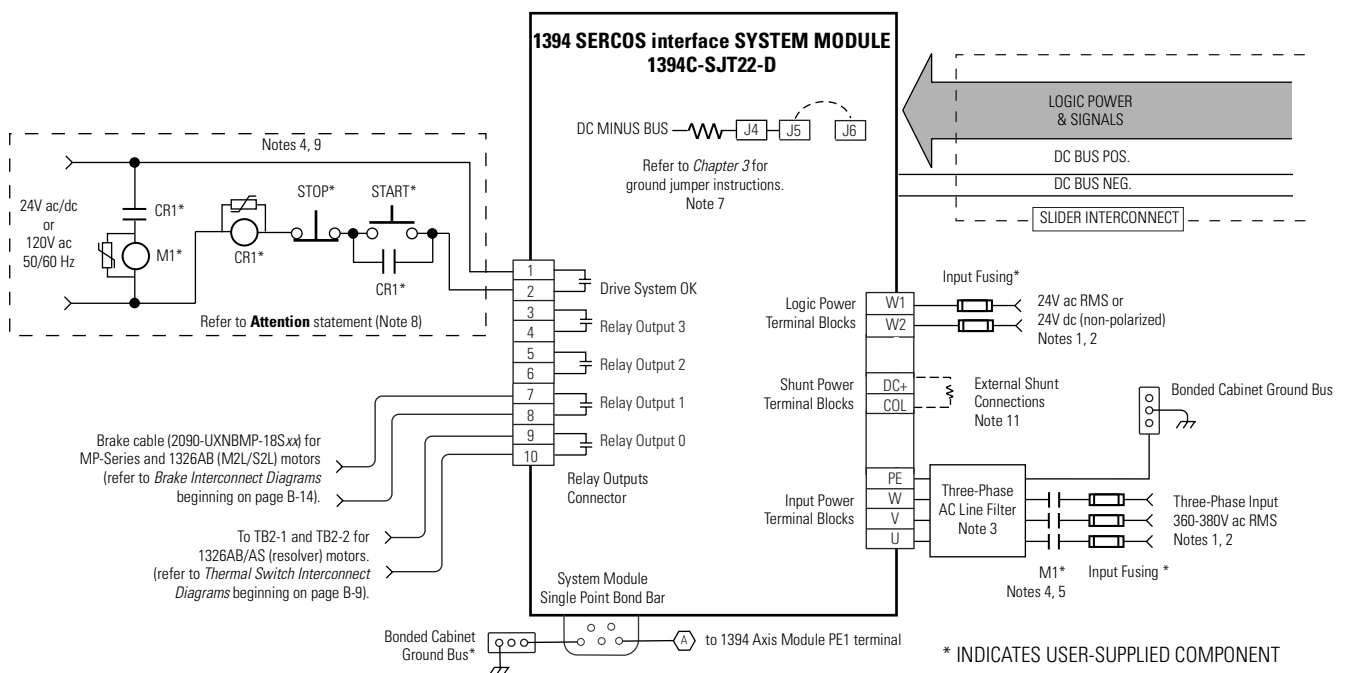 1394 SERCOS interface SYSTEM MODULE
1394C-SJT22-D
DC MINUS BUS
J4
J5
J6
Refer to Chapter 3 for
ground jumper instructions.
Note 7
LOGIC POWER
& SIGNALS
DC BUS POS.
DC BUS NEG.
SLIDER INTERCONNECT
Notes 4, 9
24V ac/dc
or
120V ac
50/60 Hz
CR1*
M1*
CR1*
STOP*
START*
CR1*
Refer to Attention statement (Note 8)
1
2
3
4
5
6
7
8
9
10
Drive System OK
Relay Output 3
Relay Output 2
Relay Output 1
Relay Output 0
Relay Outputs
Connector
Brake cable (2090-UXNBMP-18Sxx) for
MP-Series and 1326AB (M2L/S2L) motors
(refer to Brake Interconnect Diagrams
beginning on page B-14).
To TB2-1 and TB2-2 for
1326AB/AS (resolver) motors.
(refer to Thermal Switch Interconnect
Diagrams beginning on page B-9).
Logic Power
Terminal Blocks
W1
W2
Input Fusing*
24V ac RMS or
24V dc (non-polarized)
Notes 1, 2
Shunt Power
Terminal Blocks
DC+
COL
External Shunt
Connections
Note 11
Bonded Cabinet Ground Bus
Input Power
Terminal Blocks
PE
W
V
U
Three-Phase
AC Line Filter
Note 3
Three-Phase Input
360-380V ac RMS
Notes 1, 2
M1*
Notes 4, 5
Input Fusing *
System Module
Single Point Bond Bar
Bonded Cabinet
Ground Bus*
A
to 1394 Axis Module PE1 terminal
* INDICATES USER-SUPPLIED COMPONENT